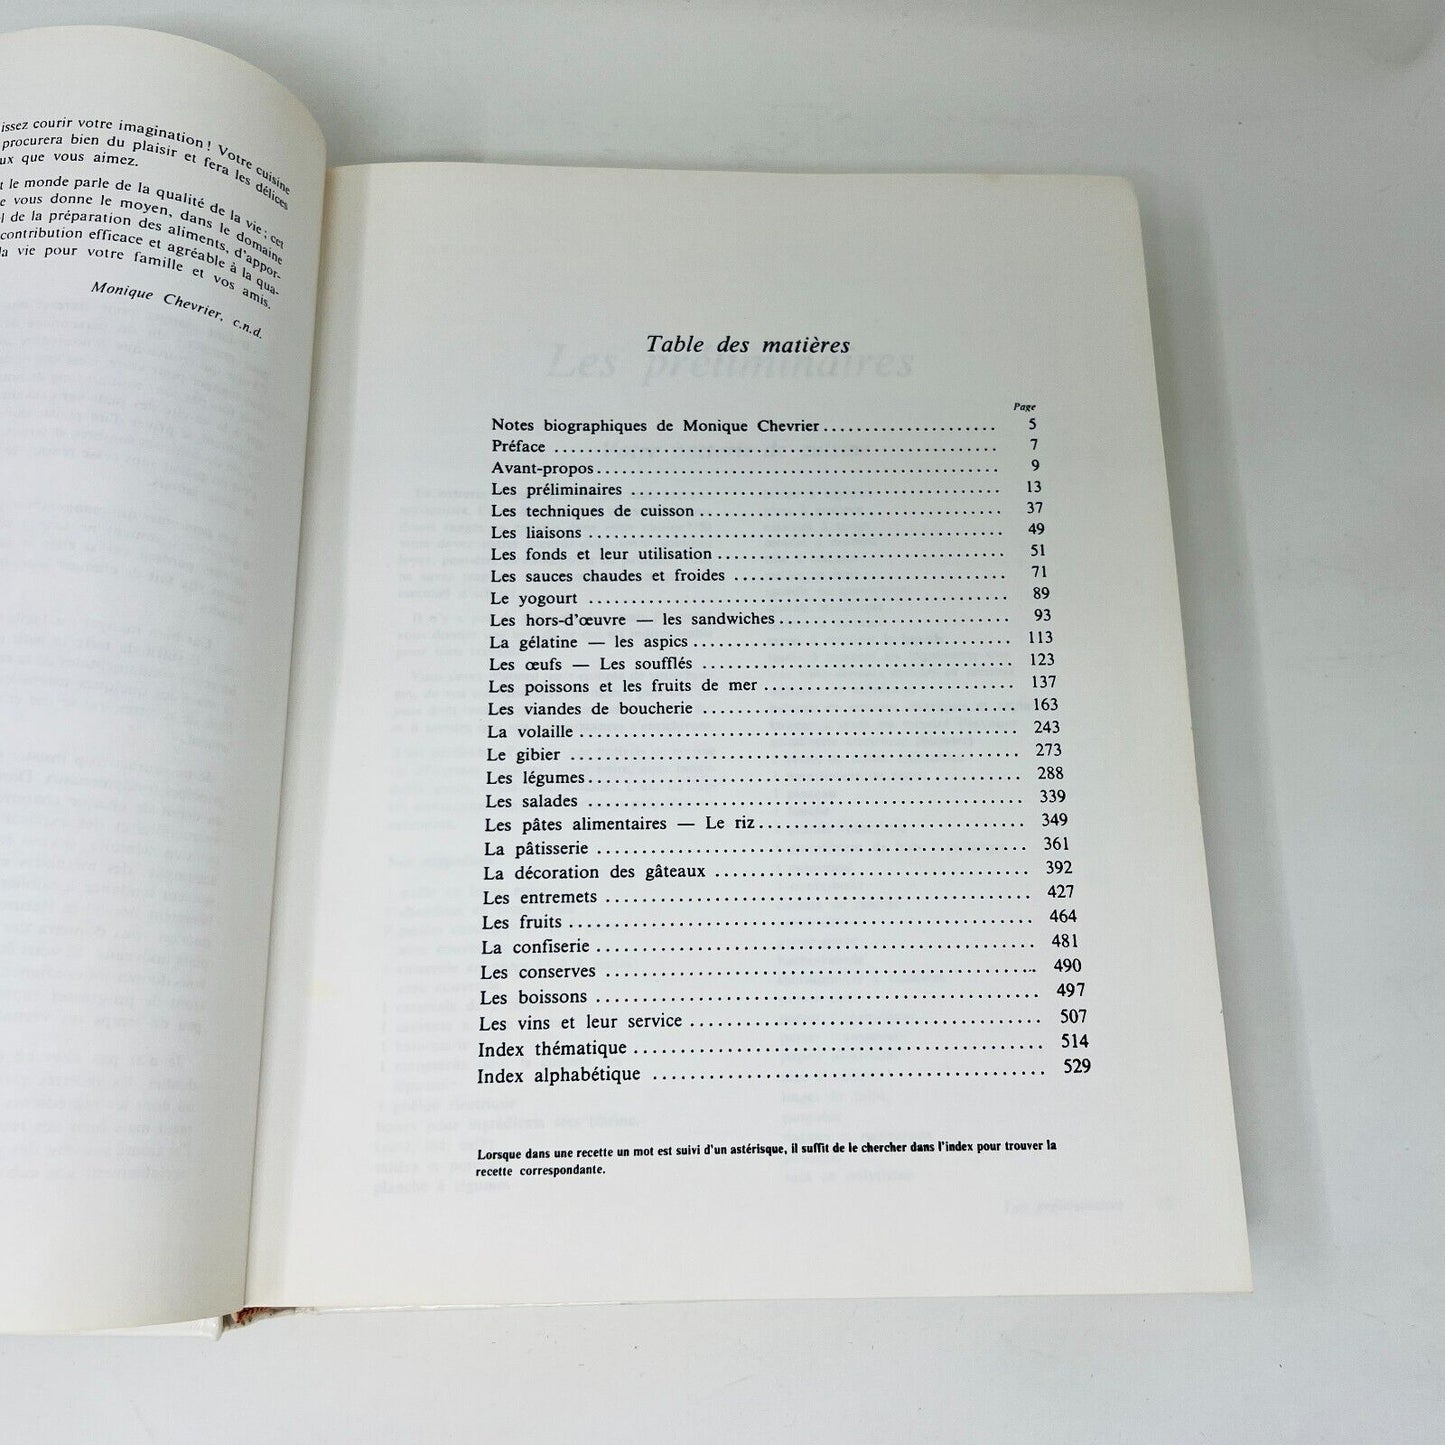 issez courir votre imagination ! Votre cuisine
procurera bien du plaisir et fera les délices
ux que vous aimez.
t le monde parle de la qualité de la vie ; cet
e vous donne le moyen, dans le domaine
l de la préparation des aliments, d'appor-
contribution efficace et agréable à la qua-
la vie pour votre famille et vos amis.
Monique Chevrier, c.n.d.
Table des matières
Page
Notes biographiques de Monique Chevrier ..................... 5
Préface ..................... 7
Avant-propos ..................... 9
Les préliminaires ..................... 13
Les techniques de cuisson ..................... 37
Les liaisons ..................... 49
Les fonds et leur utilisation ..................... 51
Les sauces chaudes et froides ..................... 71
Le yogourt ..................... 89
Les hors-d'œuvre — les sandwiches ..................... 93
La gélatine — les aspics ..................... 113
Les œufs — Les soufflés ..................... 123
Les poissons et les fruits de mer ..................... 137
Les viandes de boucherie ..................... 163
La volaille ..................... 243
Le gibier ..................... 273
Les légumes ..................... 288
Les salades ..................... 339
Les pâtes alimentaires — Le riz ..................... 349
La pâtisserie ..................... 361
La décoration des gâteaux ..................... 392
Les entremets ..................... 427
Les fruits ..................... 464
La confiserie ..................... 481
Les conserves ..................... 490
Les boissons ..................... 497
Les vins et leur service ..................... 507
Index thématique ..................... 514
Index alphabétique ..................... 529
Lorsque dans une recette un mot est suivi d'un astérisque, il suffit de le chercher dans l'index pour trouver la
recette correspondante.